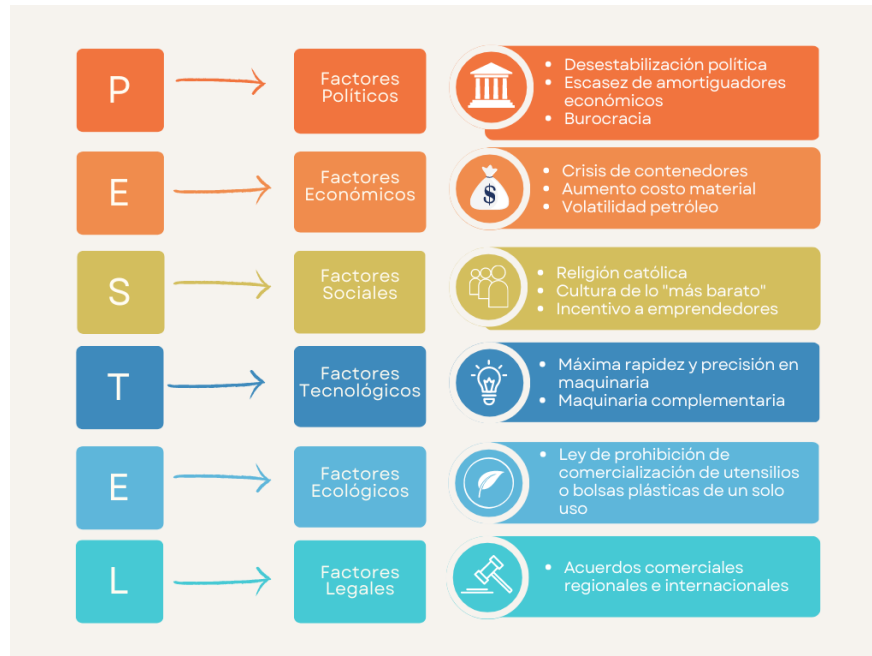 P
Factores
Políticos
• Desestabilización política
• Escasez de amortiguadores
económicos
• Burocracia
E
Factores
Económicos
$
• Crisis de contenedores
• Aumento costo material
• Volatilidad petróleo
S
Factores
Sociales
• Religión católica
• Cultura de lo "más barato"
• Incentivo a emprendedores
T
Factores
Tecnológicos
• Máxima rapidez y precisión en
maquinaria
• Maquinaria complementaria
E
Factores
Ecológicos
• Ley de prohibición de
comercialización de utensilios
o bolsas plásticas de un solo
uso
L
Factores
Legales
• Acuerdos comerciales
regionales e internacionales